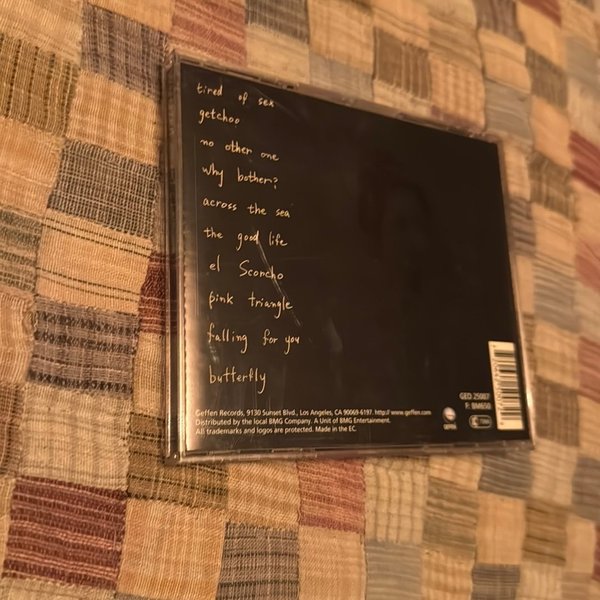 tired of sex
getchoo
no other one
why bother?
across the sea
the good life
el Scorcho
pink triangle
falling for you
butterfly
GED 25007
F: BM650
Geffen Records, 9130 Sunset Blvd., Los Angeles, CA 90069-6197. http://www.geffen.com
Distributed by the local BMG Company. A Unit of BMG Entertainment.
All trademarks and logos are protected. Made in the EC.
GEFFEN